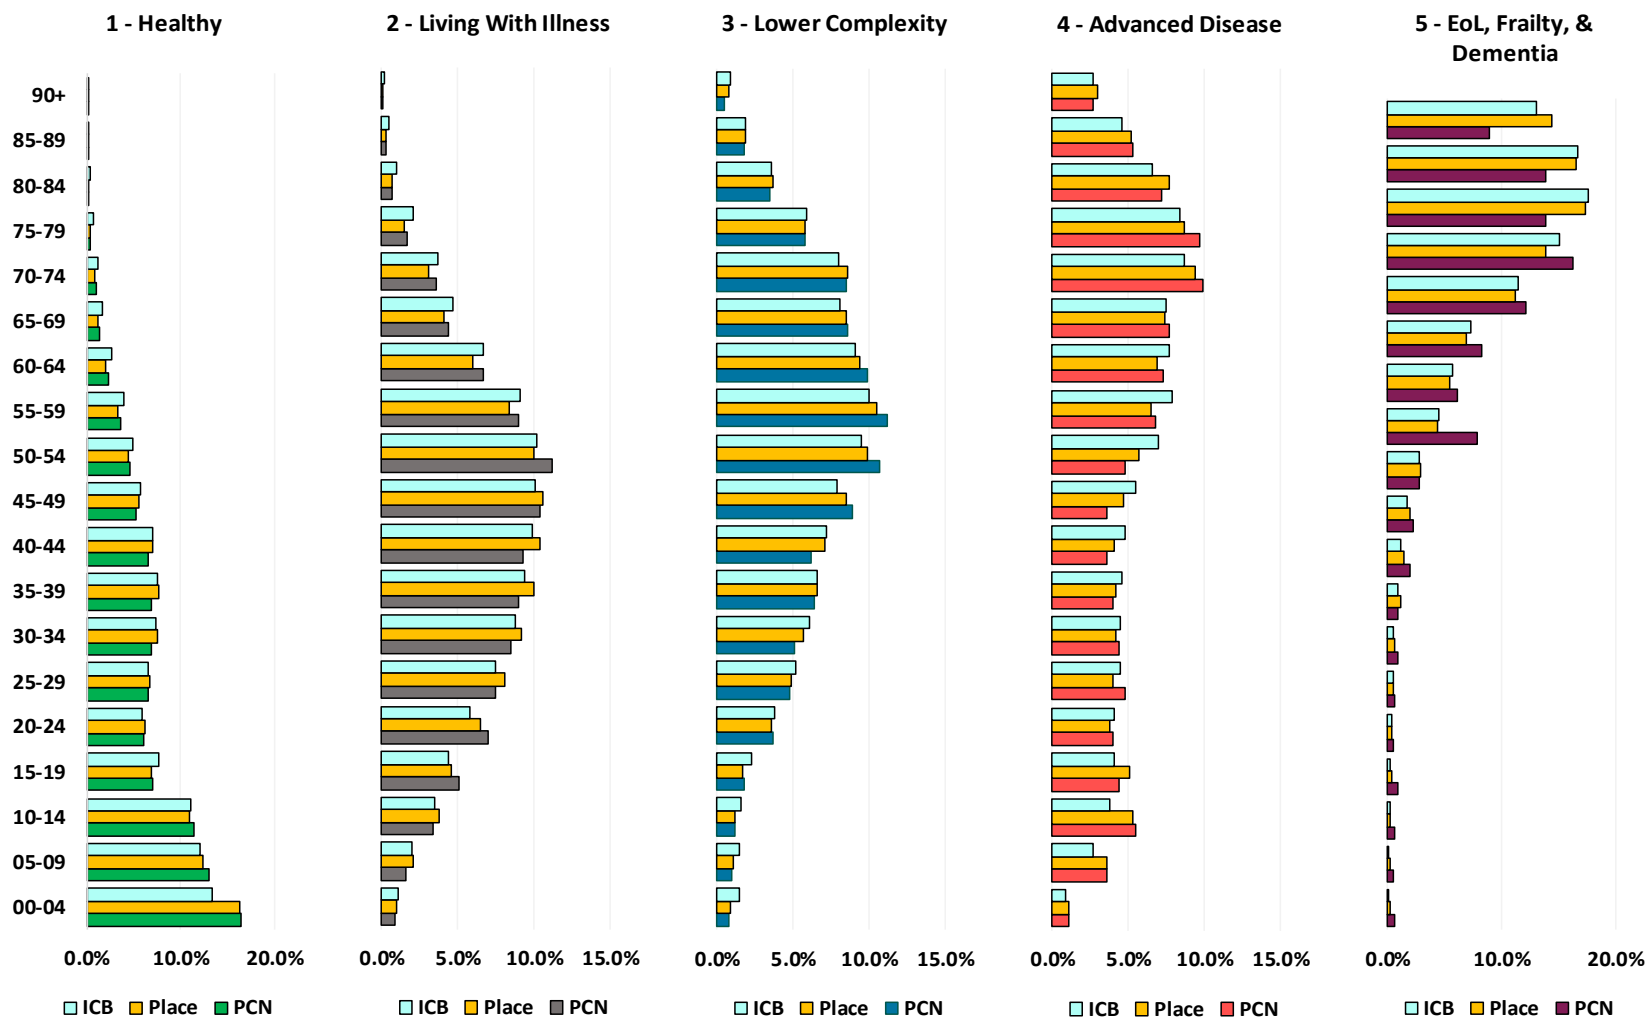 1 - Healthy
2 - Living With Illness
3 - Lower Complexity
4 - Advanced Disease
5 - EoL, Frailty, &
Dementia
90+
85-89
80-84
75-79
70-74
65-69
60-64
55-59
50-54
45-49
40-44
35-39
30-34
25-29
20-24
15-19
10-14
05-09
00-04
0.0% 10.0% 20.0%
0.0% 5.0% 10.0% 15.0%
0.0% 5.0% 10.0% 15.0%
0.0% 5.0% 10.0% 15.0%
0.0% 10.0% 20.0%
ICB Place PCN
ICB Place PCN
ICB Place PCN
ICB Place PCN
ICB Place PCN